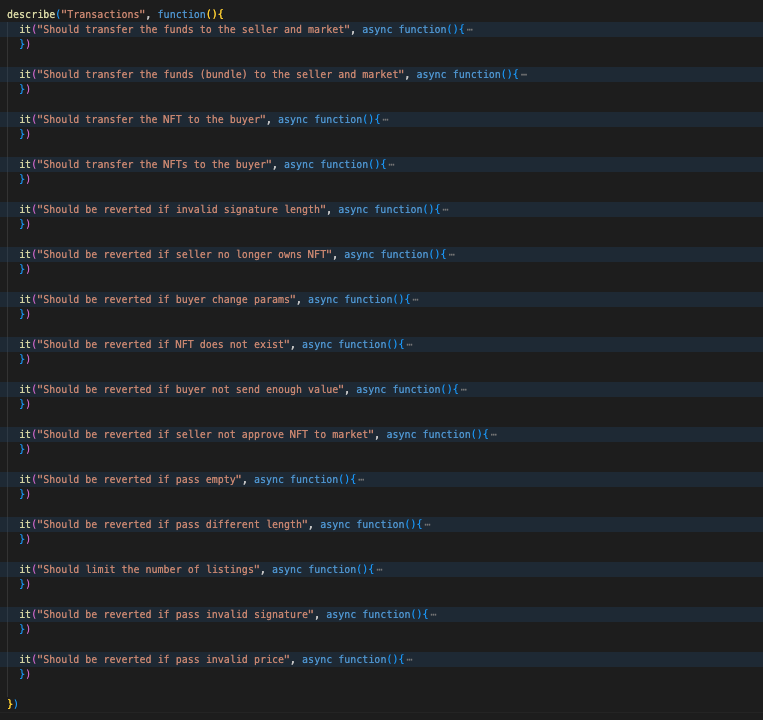 describe("Transactions", function(){
it("Should transfer the funds to the seller and market", async function(){⋯
})
it("Should transfer the funds (bundle) to the seller and market", async function(){⋯
})
it("Should transfer the NFT to the buyer", async function(){⋯
})
it("Should transfer the NFTs to the buyer", async function(){⋯
})
it("Should be reverted if invalid signature length", async function(){⋯
})
it("Should be reverted if seller no longer owns NFT", async function(){⋯
})
it("Should be reverted if buyer change params", async function(){⋯
})
it("Should be reverted if NFT does not exist", async function(){⋯
})
it("Should be reverted if buyer not send enough value", async function(){⋯
})
it("Should be reverted if seller not approve NFT to market", async function(){⋯
})
it("Should be reverted if pass empty", async function(){⋯
})
it("Should be reverted if pass different length", async function(){⋯
})
it("Should limit the number of listings", async function(){⋯
})
it("Should be reverted if pass invalid signature", async function(){⋯
})
it("Should be reverted if pass invalid price", async function(){⋯
})
})